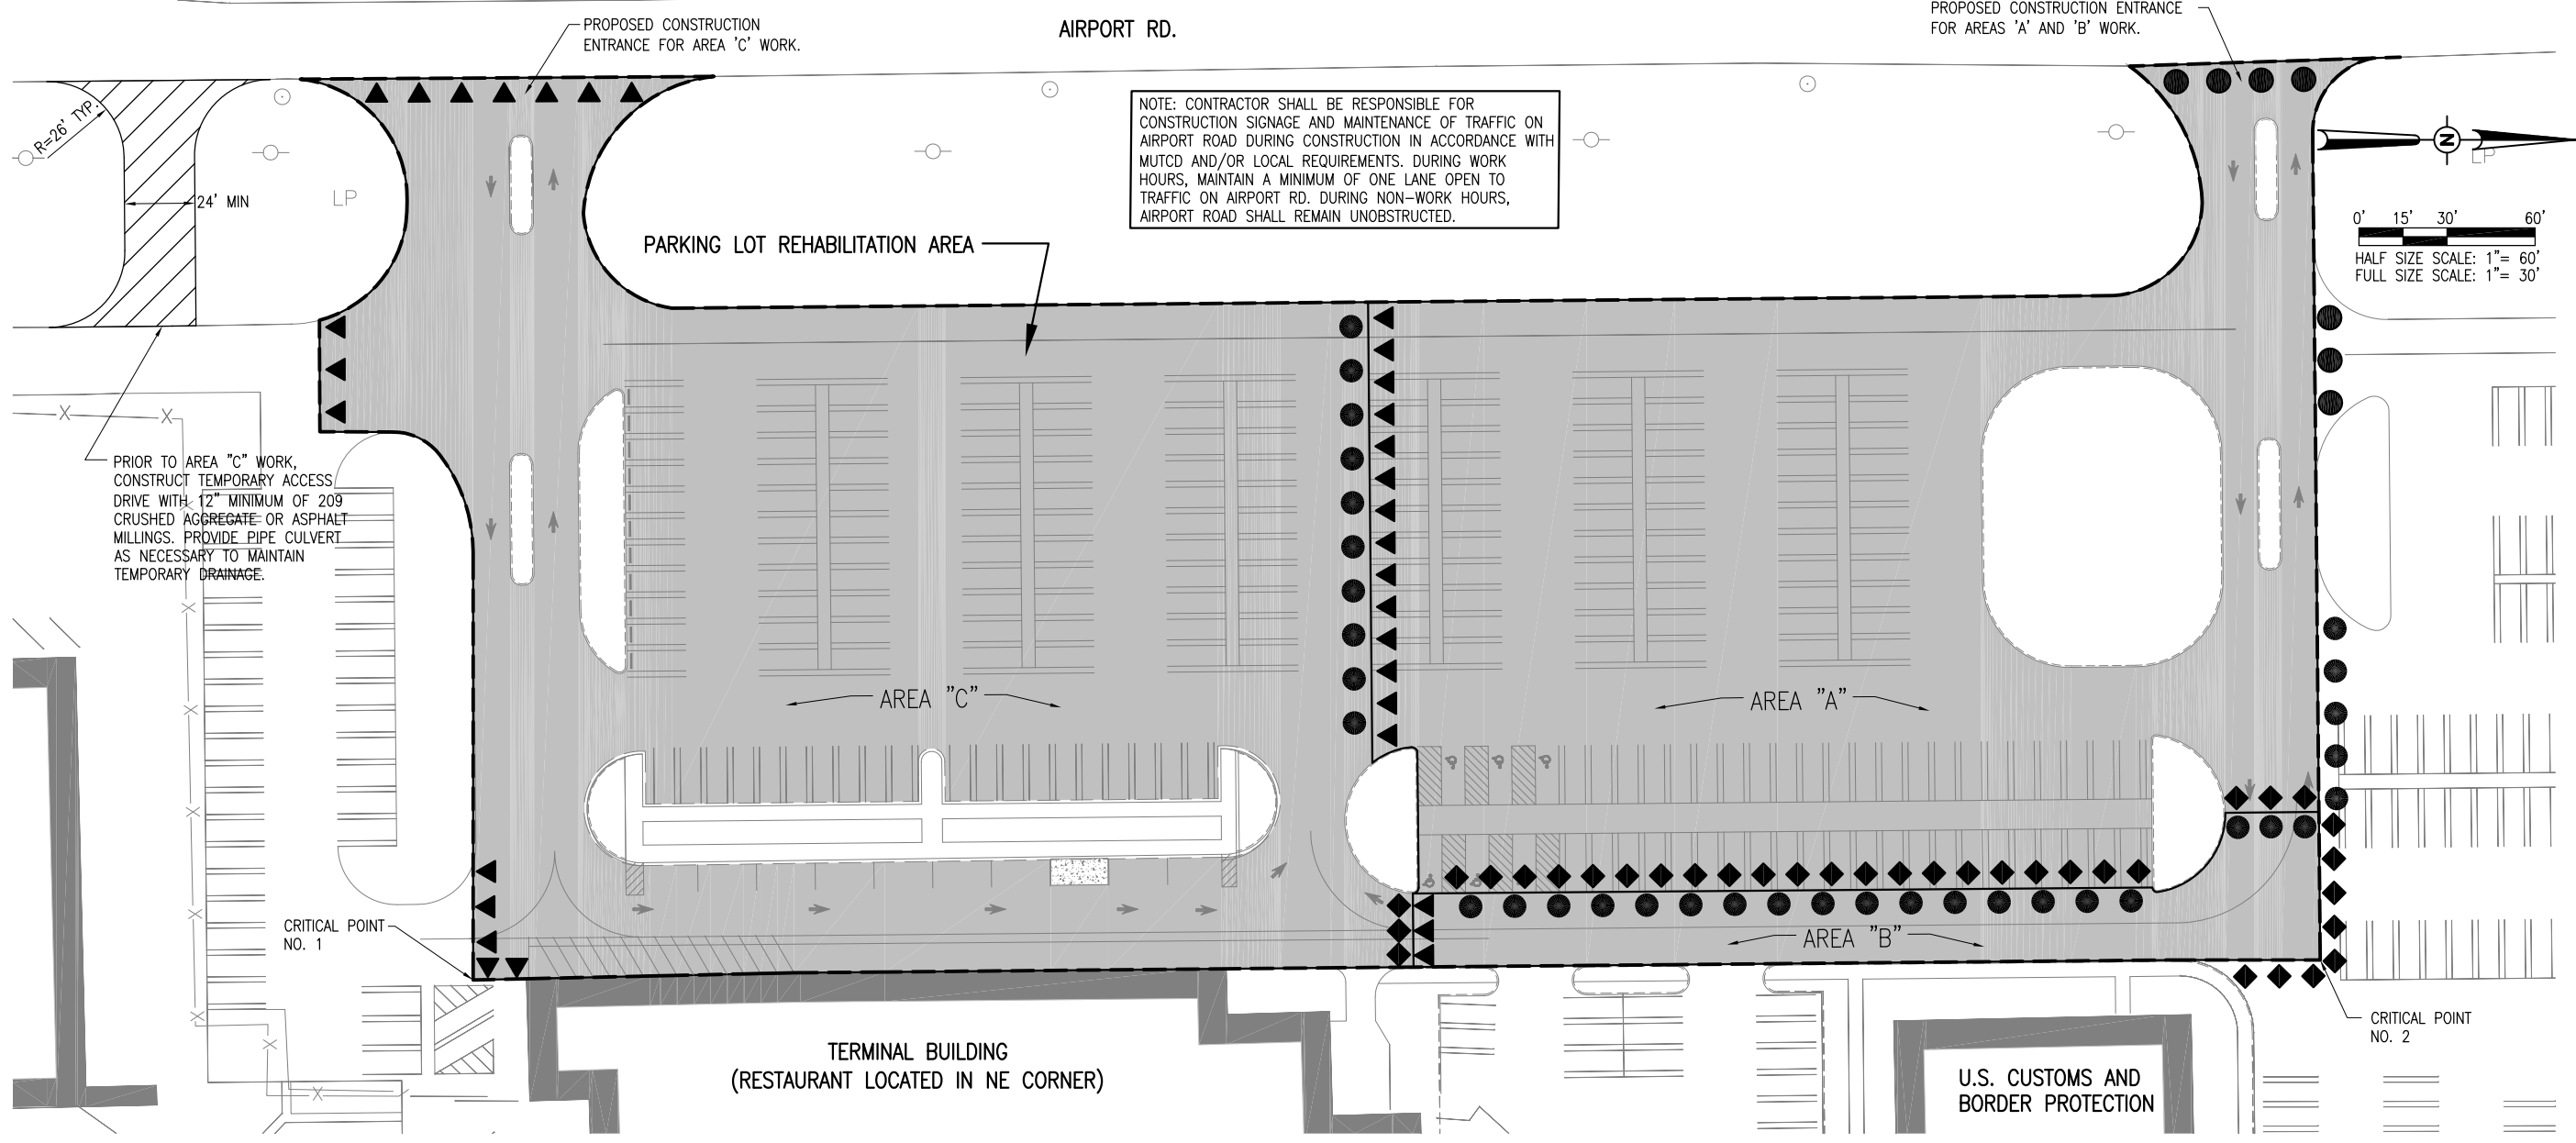 PROPOSED CONSTRUCTION
ENTRANCE FOR AREA 'C' WORK.
AIRPORT RD.
PROPOSED CONSTRUCTION ENTRANCE
FOR AREAS 'A' AND 'B' WORK.
R=26' TYP.
24' MIN
LP
NOTE: CONTRACTOR SHALL BE RESPONSIBLE FOR
CONSTRUCTION SIGNAGE AND MAINTENANCE OF TRAFFIC ON
AIRPORT ROAD DURING CONSTRUCTION IN ACCORDANCE WITH
MUTCD AND/OR LOCAL REQUIREMENTS. DURING WORK
HOURS, MAINTAIN A MINIMUM OF ONE LANE OPEN TO
TRAFFIC ON AIRPORT RD. DURING NON-WORK HOURS,
AIRPORT ROAD SHALL REMAIN UNOBSTRUCTED.
N
LP
0' 15' 30' 60'
HALF SIZE SCALE: 1"= 60'
FULL SIZE SCALE: 1"= 30'
PARKING LOT REHABILITATION AREA
X X
PRIOR TO AREA "C" WORK,
CONSTRUCT TEMPORARY ACCESS
DRIVE WITH 12" MINIMUM OF 209
CRUSHED AGGREGATE OR ASPHALT
MILLINGS. PROVIDE PIPE CULVERT
AS NECESSARY TO MAINTAIN
TEMPORARY DRAINAGE.
X
X
X
X
X
X
X
X
AREA "C"
AREA "A"
AREA "B"
CRITICAL POINT
NO. 1
CRITICAL POINT
NO. 2
TERMINAL BUILDING
(RESTAURANT LOCATED IN NE CORNER)
U.S. CUSTOMS AND
BORDER PROTECTION